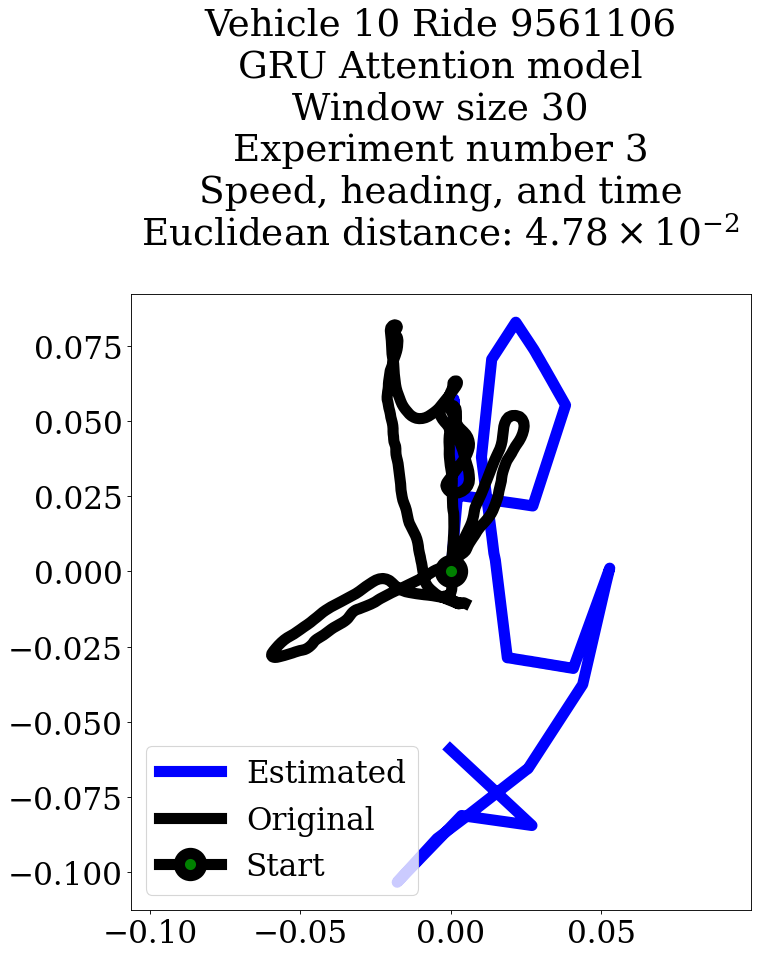 Vehicle 10 Ride 9561106
GRU Attention model
Window size 30
Experiment number 3
Speed, heading, and time
Euclidean distance: 4.78 × 10⁻²
0.075
0.050
0.025
0.000
−0.025
−0.050
−0.075
−0.100
Estimated
Original
Start
−0.10
−0.05
0.00
0.05